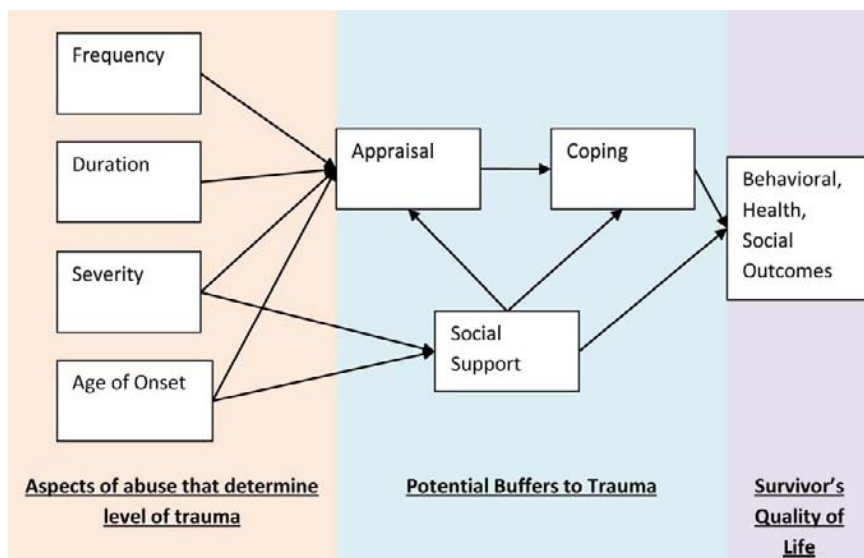 Frequency
Duration
Severity
Age of Onset
Appraisal
Coping
Social
Support
Behavioral,
Health,
Social
Outcomes
Aspects of abuse that determine
level of trauma
Potential Buffers to Trauma
Survivor's
Quality of
Life